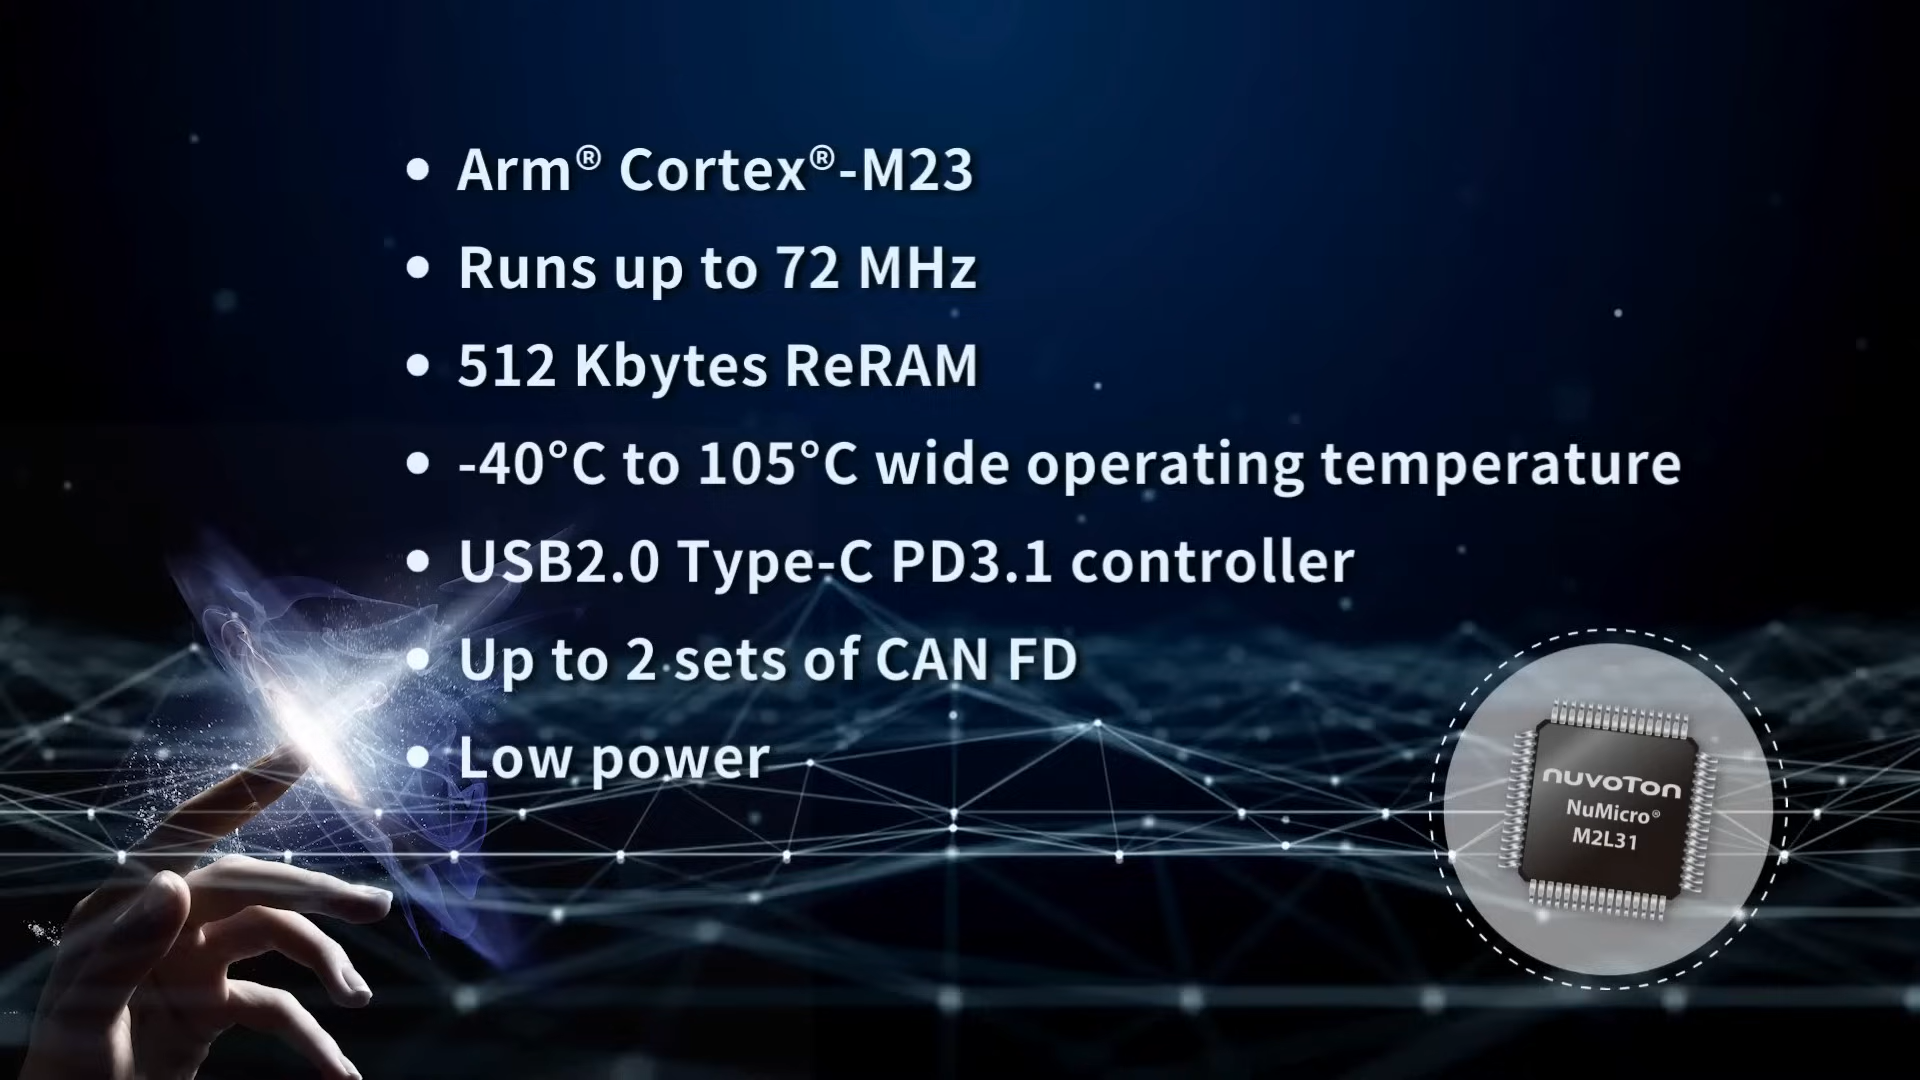 • Arm® Cortex®-M23
• Runs up to 72 MHz
• 512 Kbytes ReRAM
• -40°C to 105°C wide operating temperature
• USB2.0 Type-C PD3.1 controller
• Up to 2 sets of CAN FD
• Low power
nuvoTon
NuMicro®
M2L31